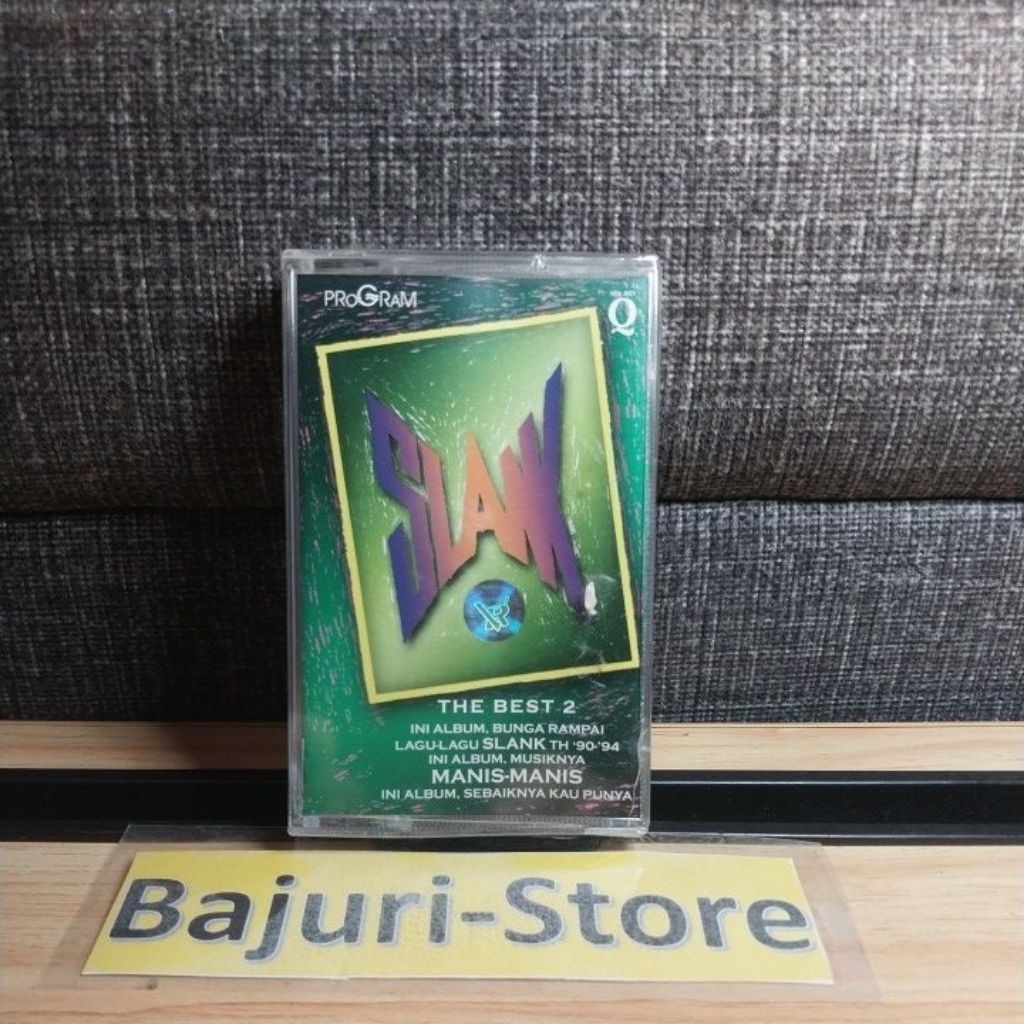 PROGRAM
Q
SLANK
THE BEST 2
INI ALBUM, BUNGA RAMPAI
LAGU-LAGU SLANK TH '90-'94
INI ALBUM, MUSIKNYA
MANIS-MANIS
INI ALBUM, SEBAIKNYA KAU PUNYA
Bajuri-Store